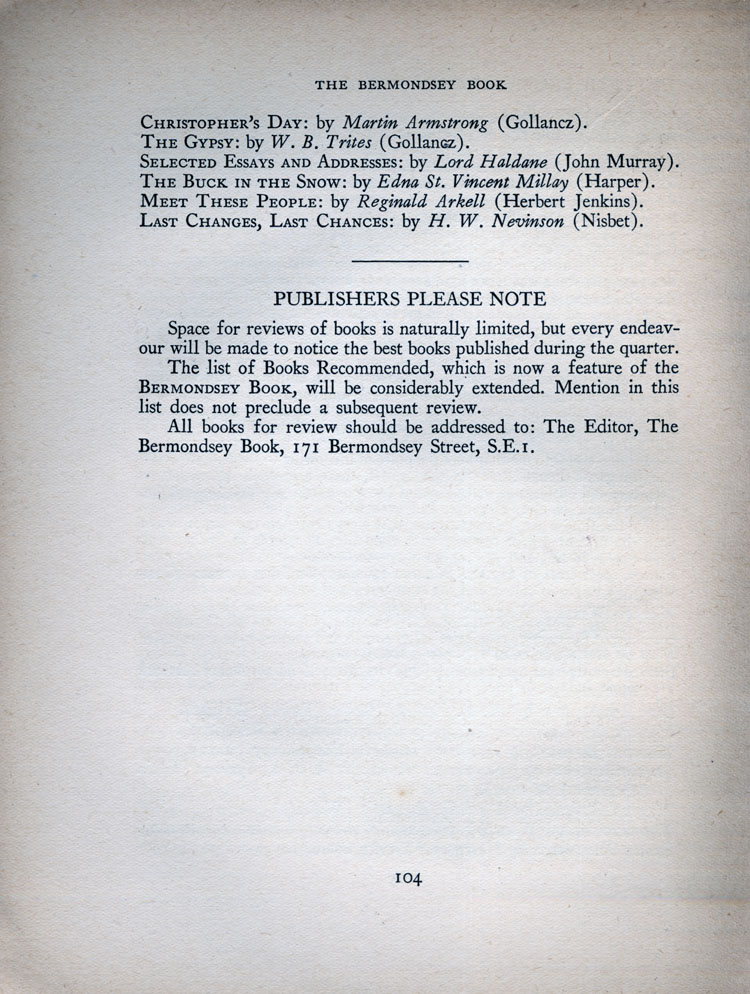 THE BERMONDSEY BOOK
CHRISTOPHER'S DAY: by Martin Armstrong (Gollancz).
THE GYPSY: by W. B. Trites (Gollancz).
SELECTED ESSAYS AND ADDRESSES: by Lord Haldane (John Murray).
THE BUCK IN THE SNOW: by Edna St. Vincent Millay (Harper).
MEET THESE PEOPLE: by Reginald Arkell (Herbert Jenkins).
LAST CHANGES, LAST CHANCES: by H. W. Nevinson (Nisbet).
PUBLISHERS PLEASE NOTE
Space for reviews of books is naturally limited, but every endeav-
our will be made to notice the best books published during the quarter.
The list of Books Recommended, which is now a feature of the
BERMONDSEY BOOK, will be considerably extended. Mention in this
list does not preclude a subsequent review.
All books for review should be addressed to: The Editor, The
Bermondsey Book, 171 Bermondsey Street, S.E.1.
104